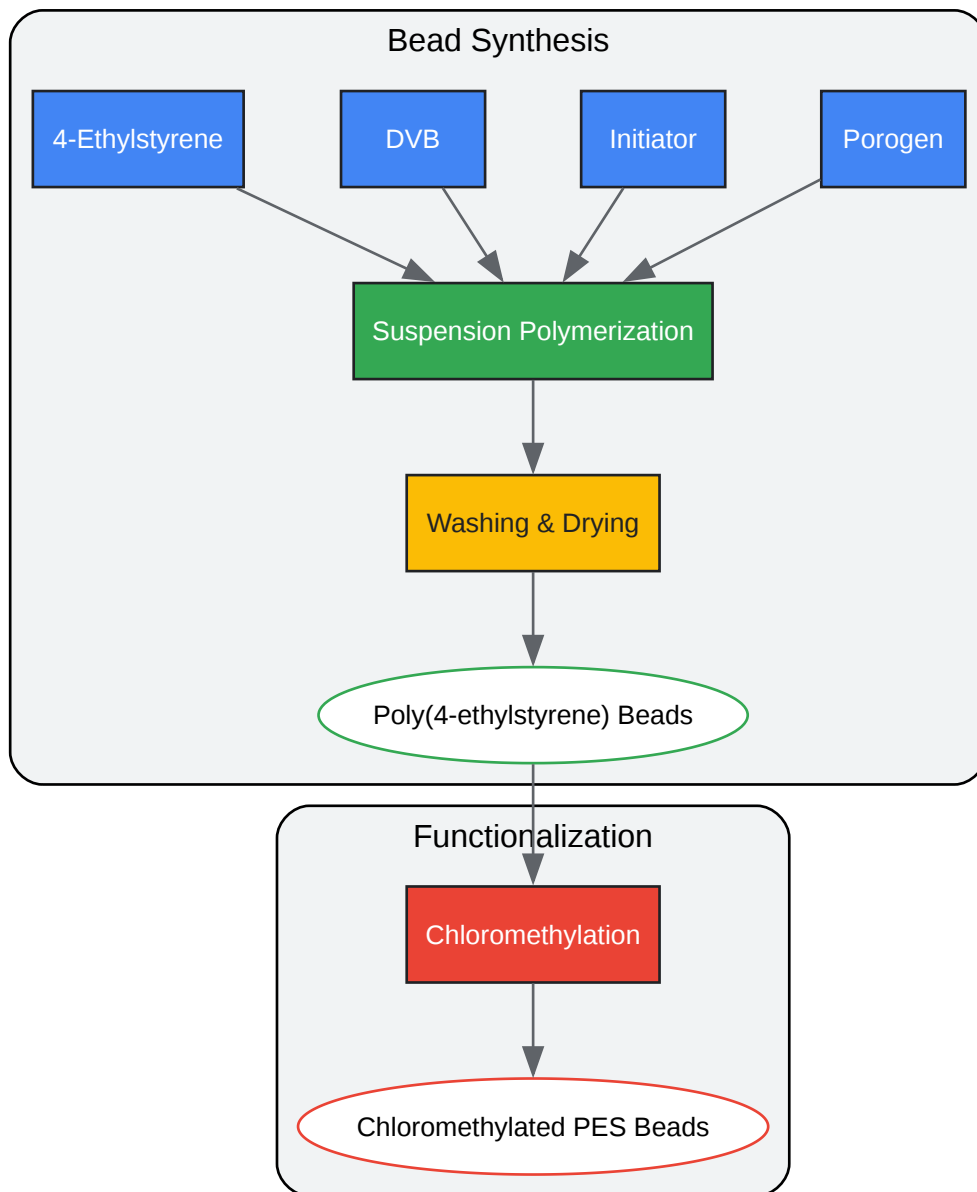 Bead Synthesis
4-Ethylstyrene
DVB
Initiator
Porogen
Suspension Polymerization
Washing & Drying
Poly(4-ethylstyrene) Beads
Functionalization
Chloromethylation
Chloromethylated PES Beads